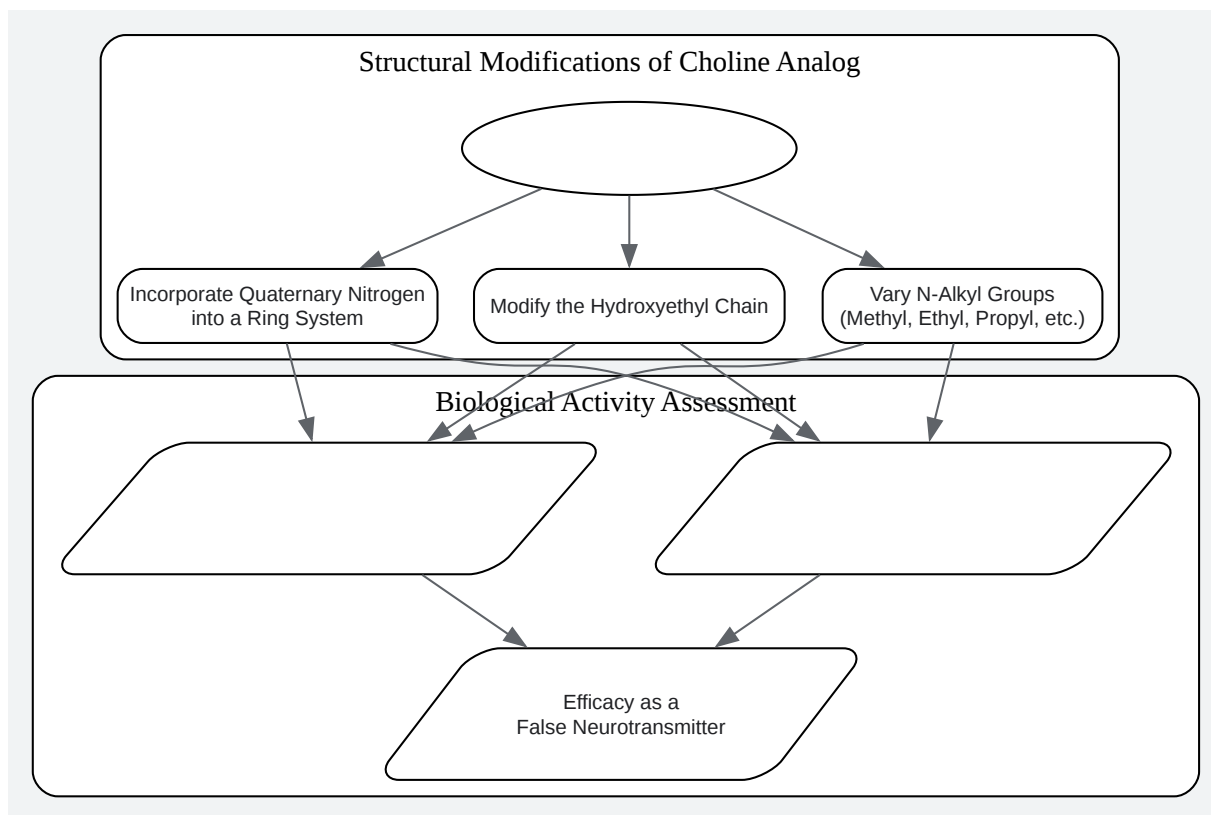 Structural Modifications of Choline Analog
Incorporate Quaternary Nitrogen
into a Ring System
Modify the Hydroxyethyl Chain
Vary N-Alkyl Groups
(Methyl, Ethyl, Propyl, etc.)
Biological Activity Assessment
Efficacy as a
False Neurotransmitter